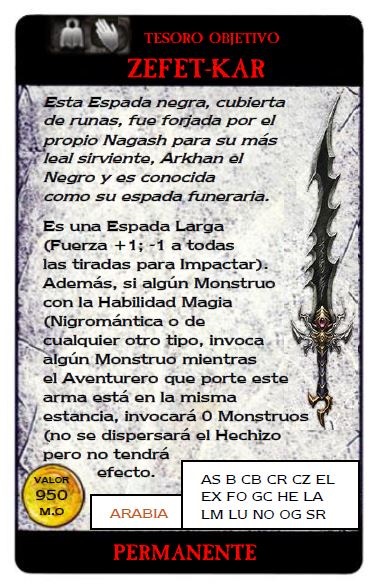 TESORO OBJETIVO
ZEFET-KAR
Esta Espada negra, cubierta
de runas, fue forjada por el
propio Nagash para su más
leal sirviente, Arkhan el
Negro y es conocida
como su espada funeraria.
Es una Espada Larga
(Fuerza +1; -1 a todas
las tiradas para Impactar).
Además, si algún Monstruo
con la Habilidad Magia
(Nigromántica o de
cualquier otro tipo, invoca
algún Monstruo mientras
el Aventurero que porte este
arma está en la misma
estancia, invocará 0 Monstruos
(no se dispersará el Hechizo
pero no tendrá
efecto.
VALOR
950
M.O
ARABIA
AS B CB CR CZ EL
EX FO GC HE LA
LM LU NO OG SR
PERMANENTE